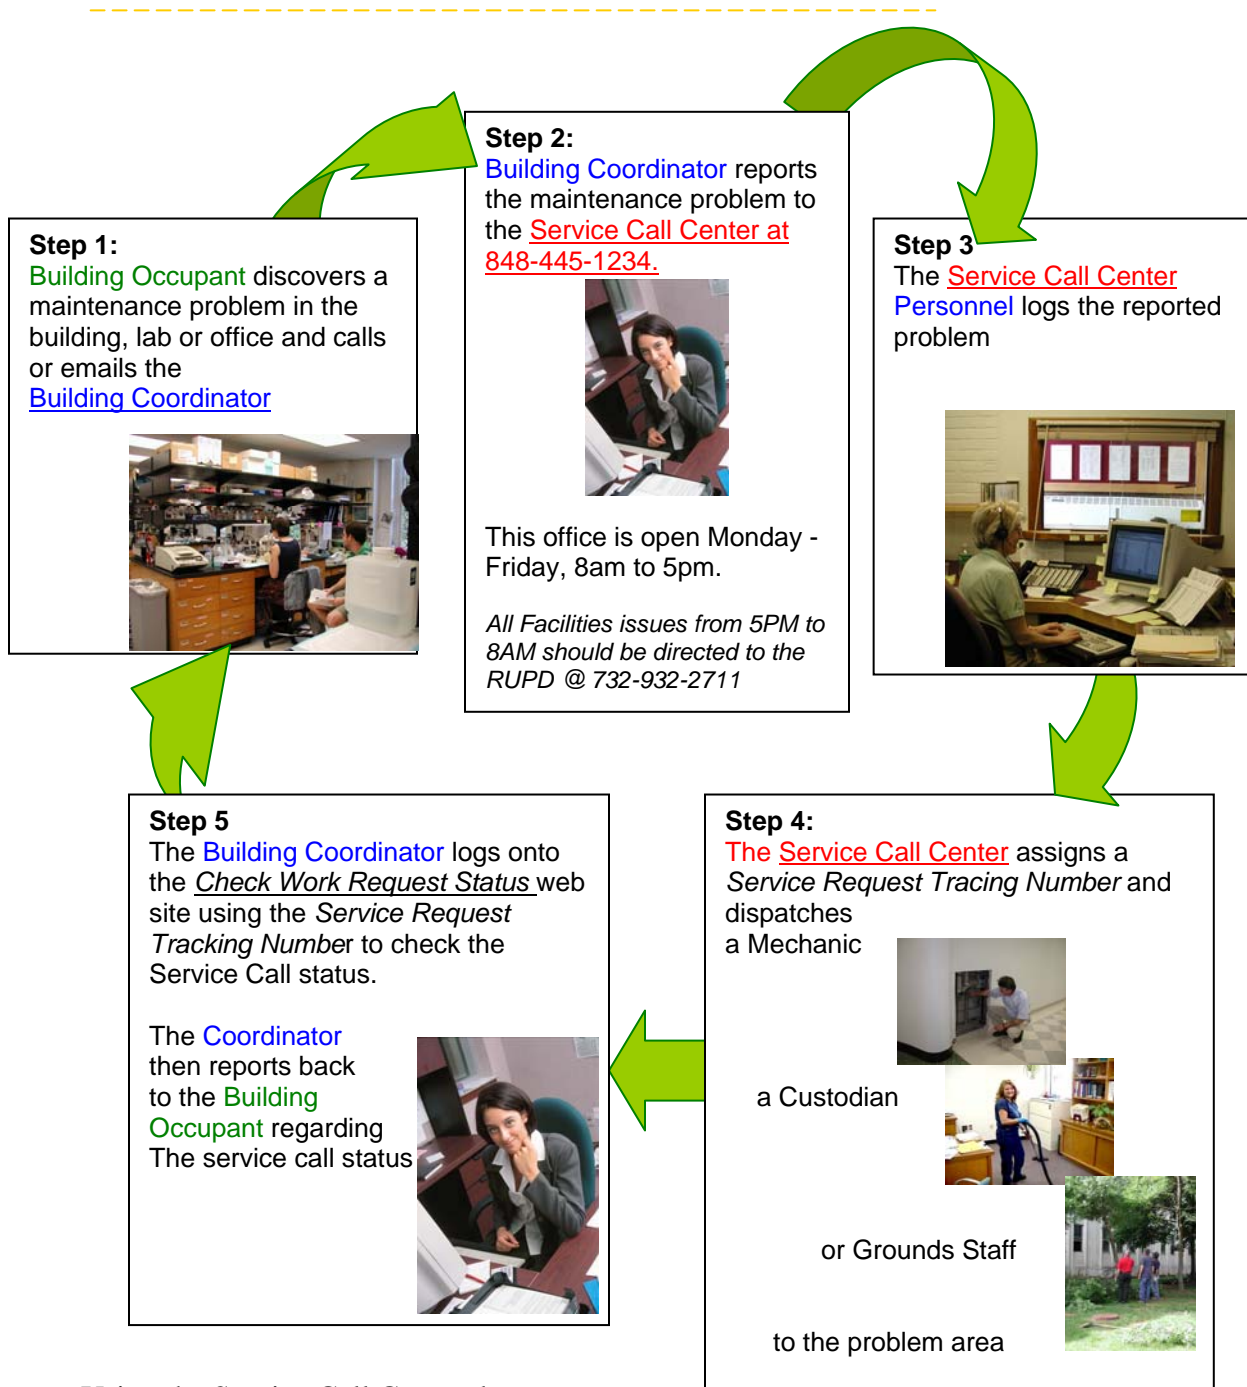 Step 1:
Building Occupant discovers a
maintenance problem in the
building, lab or office and calls
or emails the
Building Coordinator
Step 2:
Building Coordinator reports
the maintenance problem to
the Service Call Center at
848-445-1234.
This office is open Monday -
Friday, 8am to 5pm.
All Facilities issues from 5PM to
8AM should be directed to the
RUPD @ 732-932-2711
Step 3
The Service Call Center
Personnel logs the reported
problem
Step 4:
The Service Call Center assigns a
Service Request Tracing Number and
dispatches
a Mechanic
a Custodian
or Grounds Staff
to the problem area
Step 5
The Building Coordinator logs onto
the Check Work Request Status web
site using the Service Request
Tracking Number to check the
Service Call status.
The Coordinator
then reports back
to the Building
Occupant regarding
The service call status